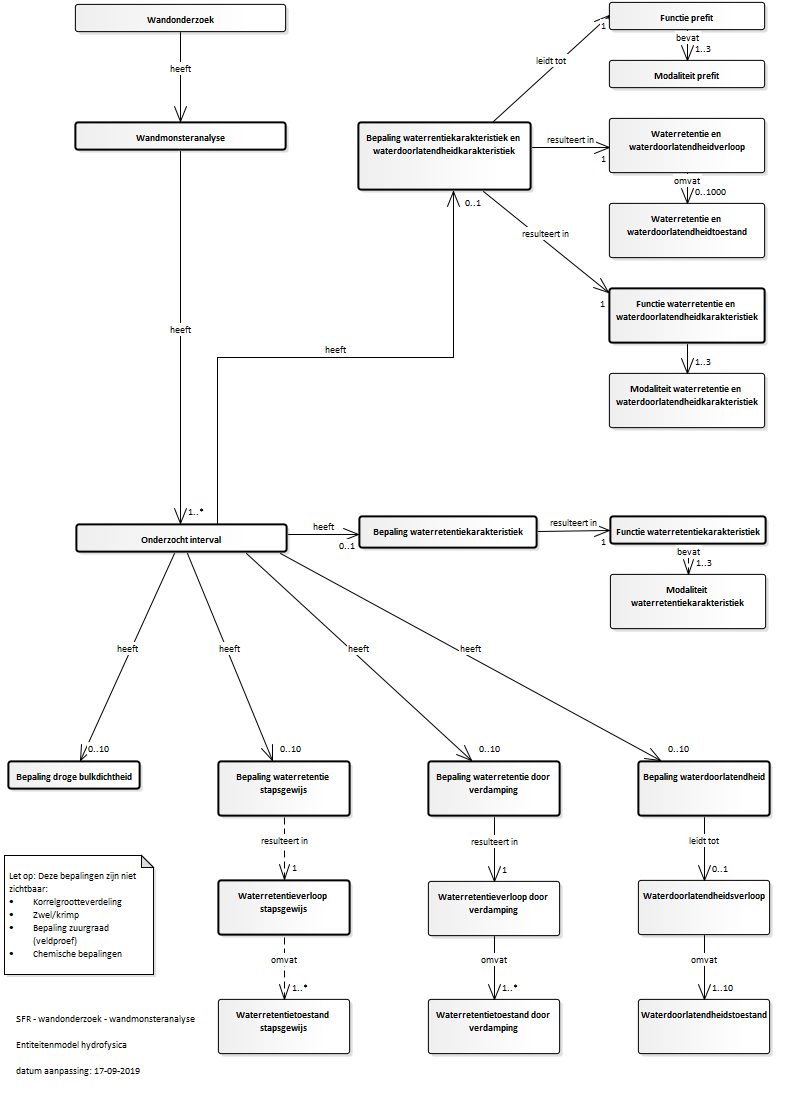 Wandonderzoek
heeft
Wandmonsteranalyse
heeft
1..*
Functie prefit
1
leidt tot
bevat
1..3
Modaliteit prefit
Bepaling waterrentiekarakteristiek en
waterdoorlatendheidkarakteristiek
resulteert in
1
Waterretentie en
waterdoorlatendheidverloop
omvat
0..1000
Waterretentie en
waterdoorlatendheidtoestand
0..1
resulteert in
1
Functie waterretentie en
waterdoorlatendheidkarakteristiek
1..3
Modaliteit waterretentie en
waterdoorlatendheidkarakteristiek
heeft
Onderzocht interval
heeft
0..1
Bepaling waterretentiekarakteristiek
resulteert in
1
Functie waterretentiekarakteristiek
bevat
1..3
Modaliteit
waterretentiekarakteristiek
heeft
heeft
heeft
heeft
0..10
0..10
0..10
0..10
Bepaling droge bulkdichtheid
Bepaling waterretentie
stapsgewijs
Bepaling waterretentie door
verdamping
Bepaling waterdoorlatendheid
resulteert in
1
resulteert in
1
leidt tot
0..1
Waterretentieverloop
stapsgewijs
Waterretentieverloop door
verdamping
Waterdoorlatendheidsverloop
omvat
1..*
omvat
1..*
omvat
1..10
Waterretentietoestand
stapsgewijs
Waterretentietoestand door
verdamping
Waterdoorlatendheidstoestand
Let op: Deze bepalingen zijn niet
zichtbaar:
• Korrelgrootteverdeling
• Zwel/krimp
• Bepaling zuurgraad
(veldproef)
• Chemische bepalingen
SFR - wandonderzoek - wandmonsteranalyse
Entiteitenmodel hydrofysica
datum aanpassing: 17-09-2019